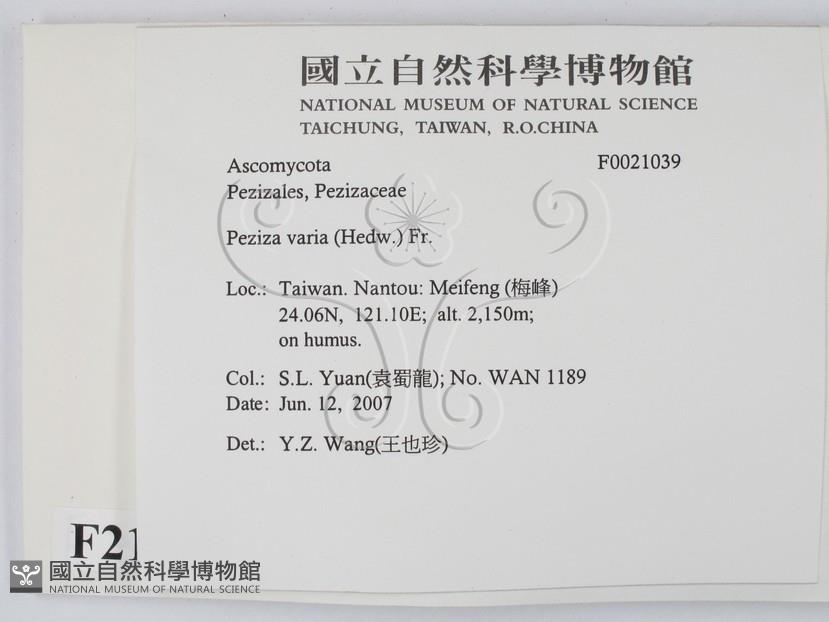 國立自然科學博物館
NATIONAL MUSEUM OF NATURAL SCIENCE
TAICHUNG, TAIWAN, R.O.CHINA
Ascomycota F0021039
Pezizales, Pezizaceae
Peziza varia (Hedw.) Fr.
Loc.: Taiwan. Nantou: Meifeng (梅峰)
24.06N, 121.10E; alt. 2,150m;
on humus.
Col.: S.L. Yuan(袁蜀龍); No. WAN 1189
Date: Jun. 12, 2007
Det.: Y.Z. Wang(王也珍)
F21
國立自然科學博物館
NATIONAL MUSEUM OF NATURAL SCIENCE